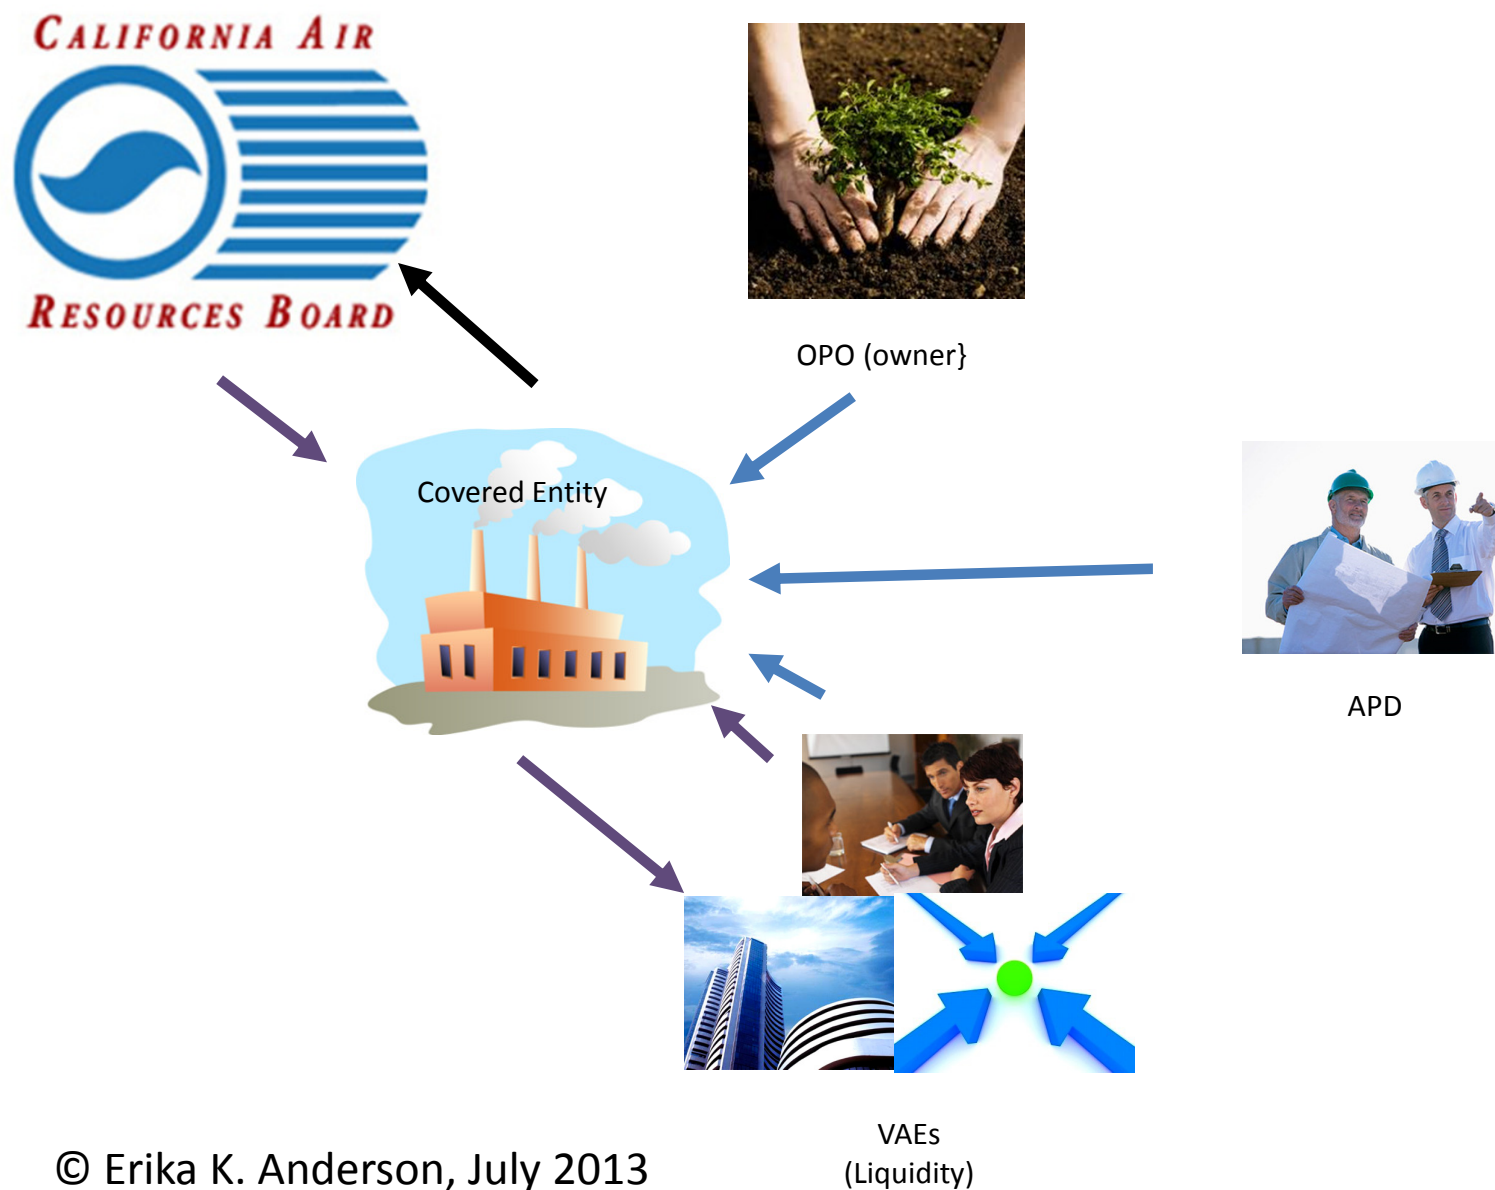 CALIFORNIA AIR
RESOURCES BOARD
OPO (owner}
Covered Entity
APD
VAEs
(Liquidity)
© Erika K. Anderson, July 2013